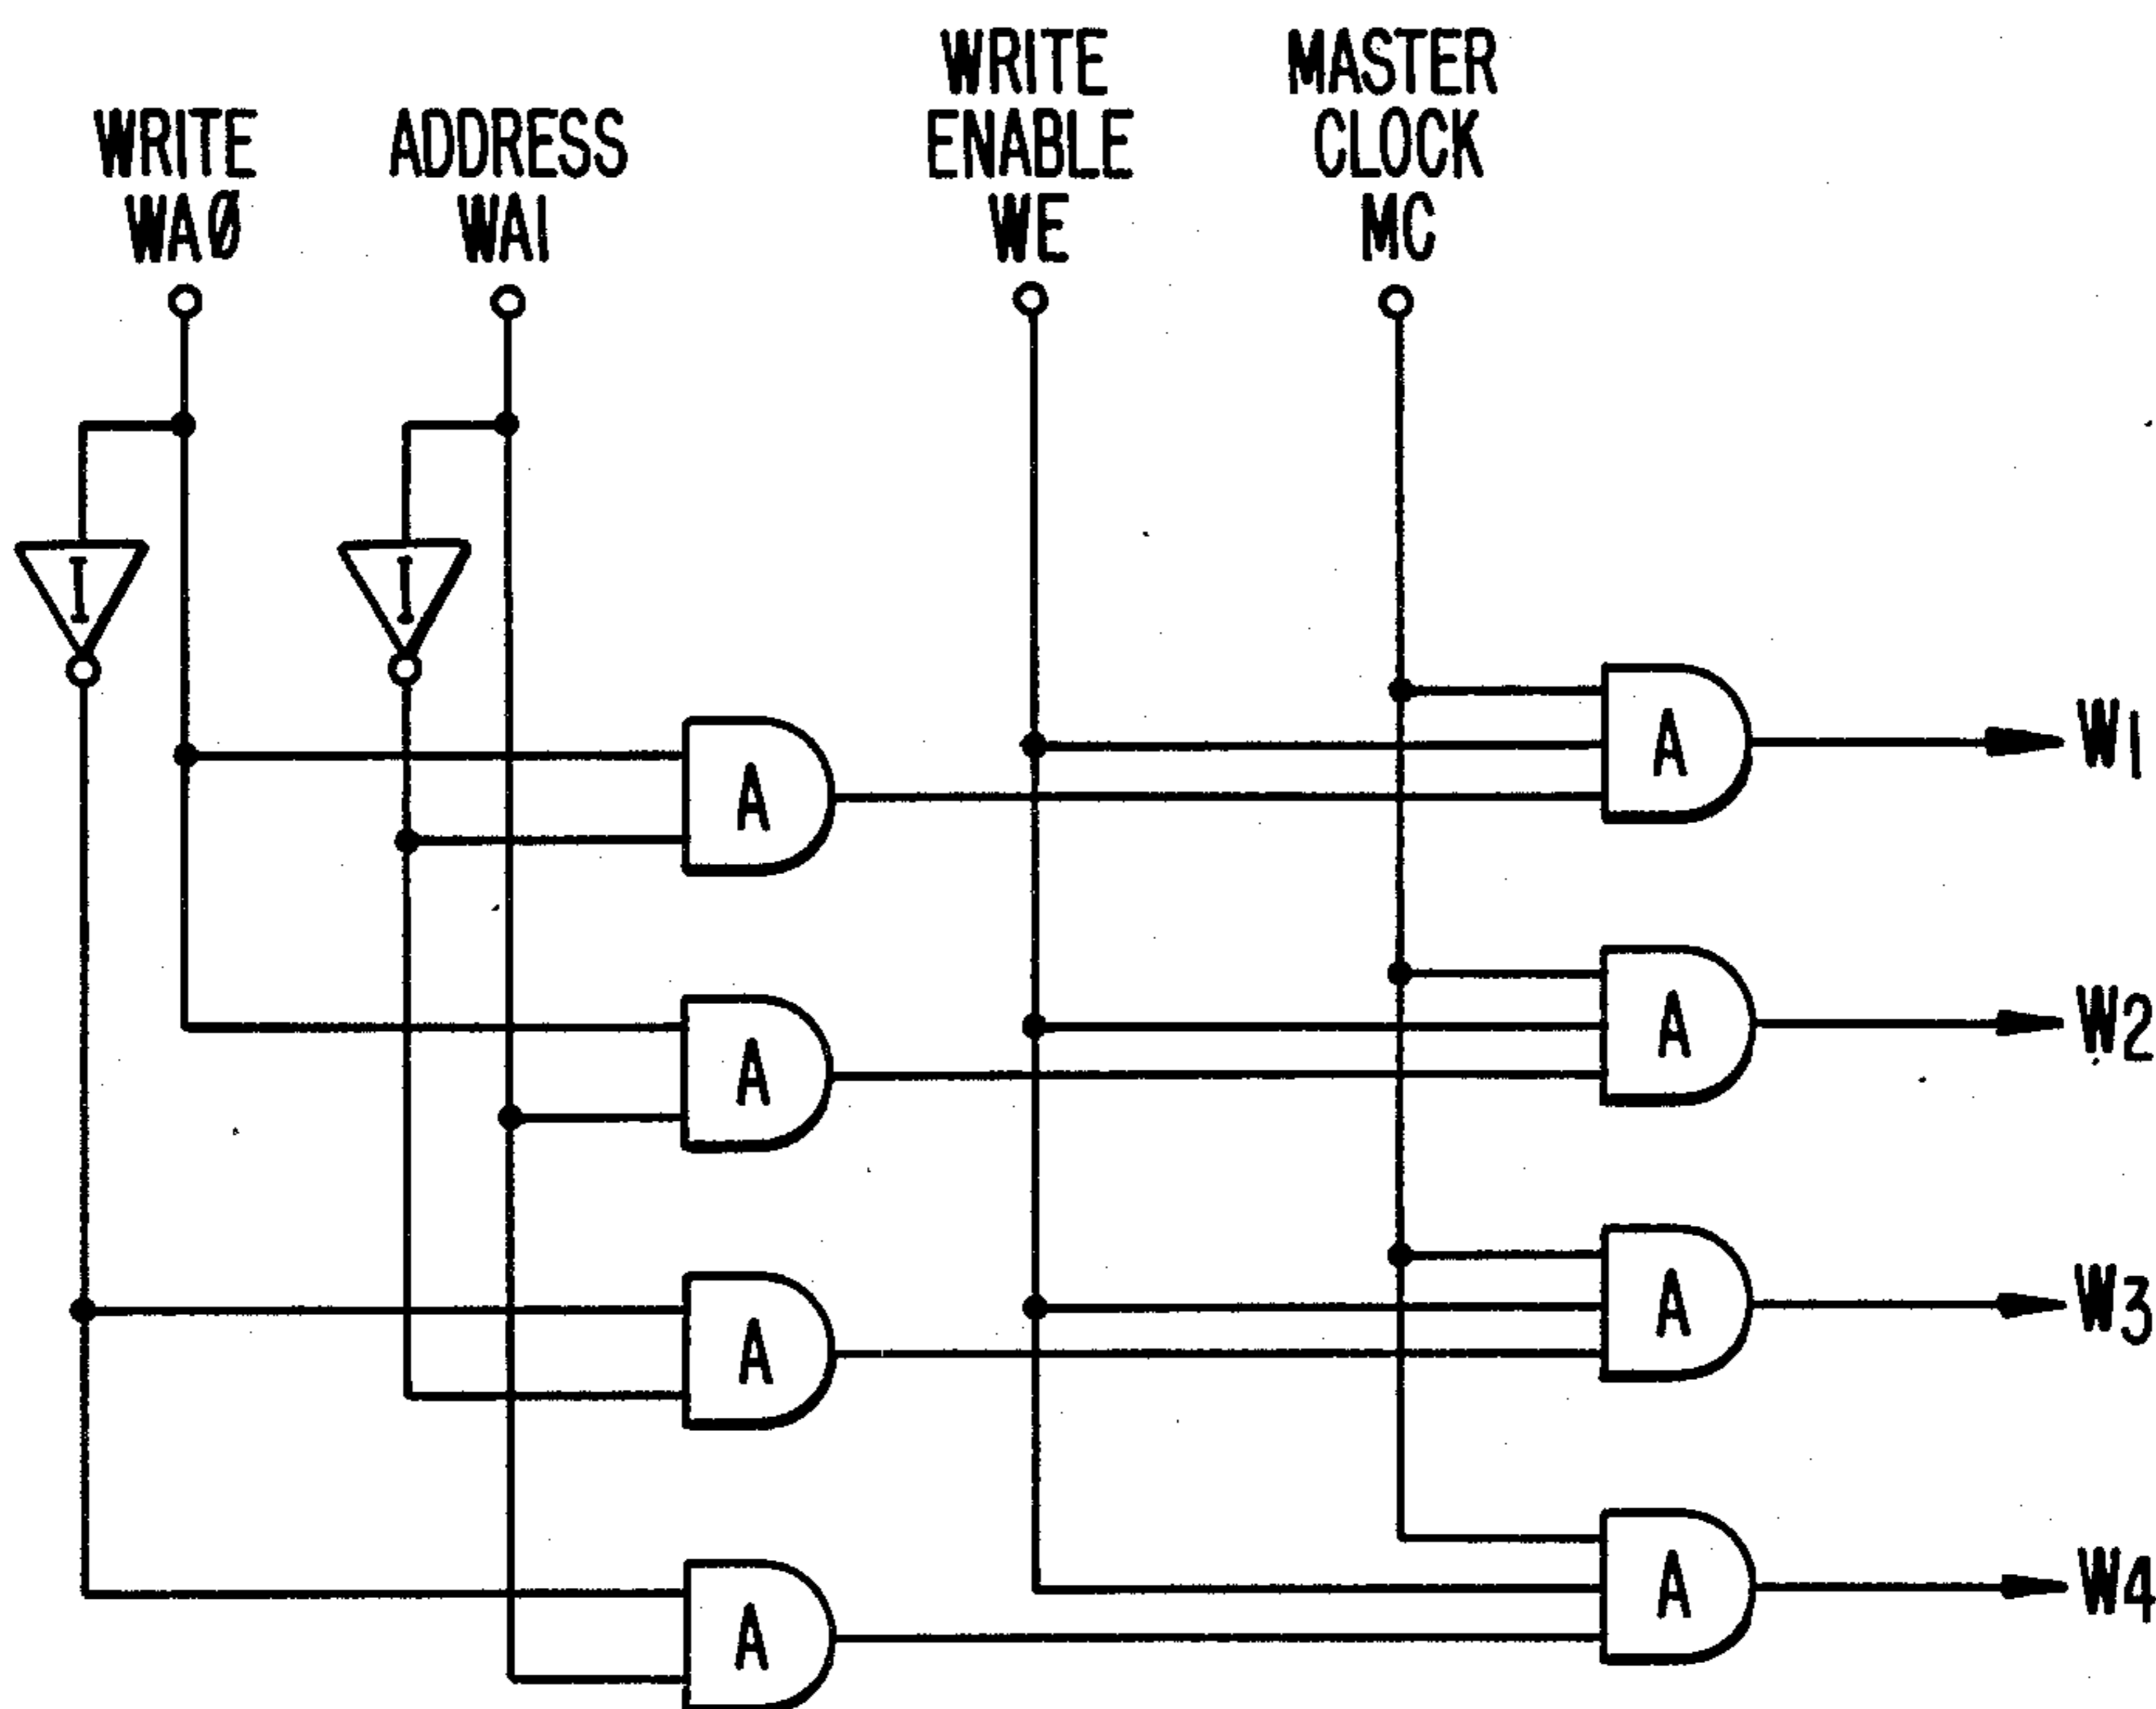 WRITE
WAØ
ADDRESS
WA1
WRITE
ENABLE
WE
MASTER
CLOCK
MC
I
I
A
A
W1
A
A
W2
A
A
W3
A
A
W4